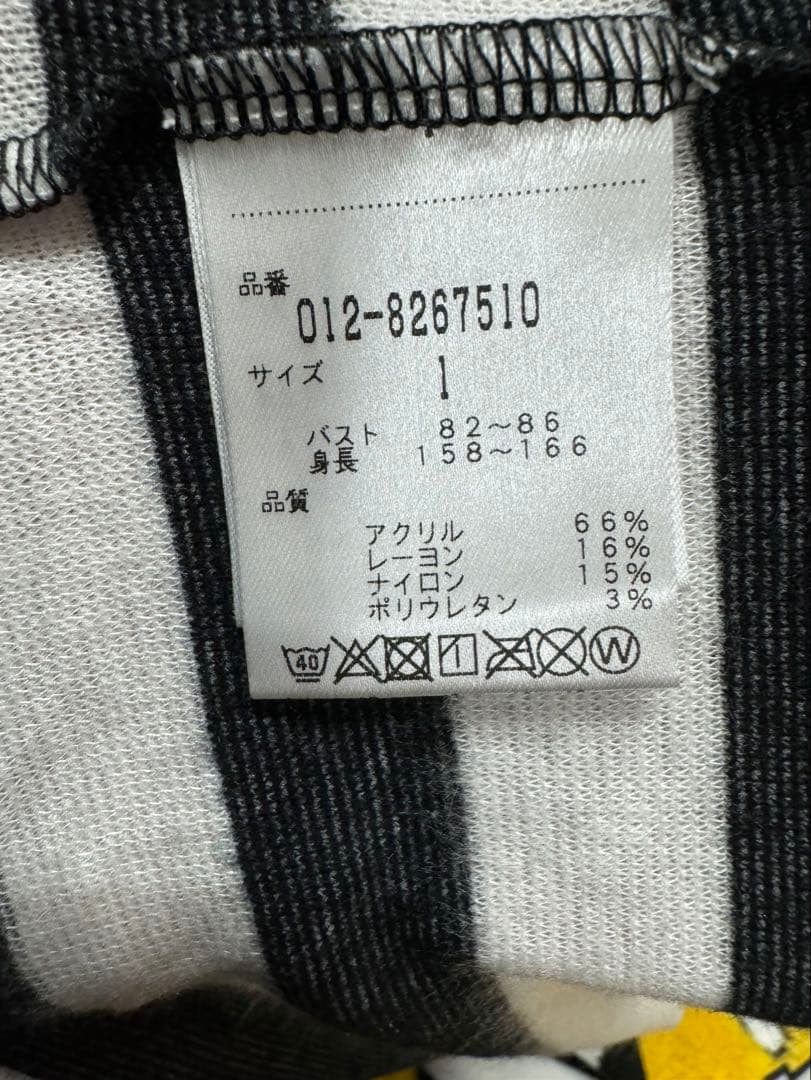 品番
012-8267510
サイズ 1
バスト 82～86
身長 158～166
品質
アクリル 66%
レーヨン 16%
ナイロン 15%
ポリウレタン 3%
40 W